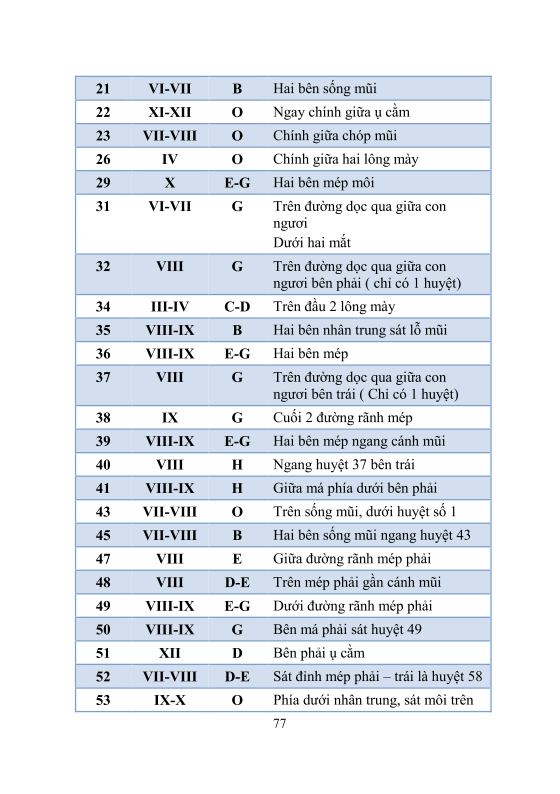 21 VI-VII B Hai bên sống mũi
22 XI-XII O Ngay chính giữa ụ cằm
23 VII-VIII O Chính giữa chóp mũi
26 IV O Chính giữa hai lông mày
29 X E-G Hai bên mép môi
31 VI-VII G Trên đường dọc qua giữa con
ngươi
Dưới hai mắt
32 VIII G Trên đường dọc qua giữa con
ngươi bên phải ( chỉ có 1 huyệt)
34 III-IV C-D Trên đầu 2 lông mày
35 VIII-IX B Hai bên nhân trung sát lỗ mũi
36 VIII-IX E-G Hai bên mép
37 VIII G Trên đường dọc qua giữa con
ngươi bên trái ( Chỉ có 1 huyệt)
38 IX G Cuối 2 đường rãnh mép
39 VIII-IX E-G Hai bên mép ngang cánh mũi
40 VIII H Ngang huyệt 37 bên trái
41 VIII-IX H Giữa má phía dưới bên phải
43 VII-VIII O Trên sống mũi, dưới huyệt số 1
45 VII-VIII B Hai bên sống mũi ngang huyệt 43
47 VIII E Giữa đường rãnh mép phải
48 VIII D-E Trên mép phải gần cánh mũi
49 VIII-IX E-G Dưới đường rãnh mép phải
50 VIII-IX G Bên má phải sát huyệt 49
51 XII D Bên phải ụ cằm
52 VII-VIII D-E Sát đỉnh mép phải – trái là huyệt 58
53 IX-X O Phía dưới nhân trung, sát môi trên
77